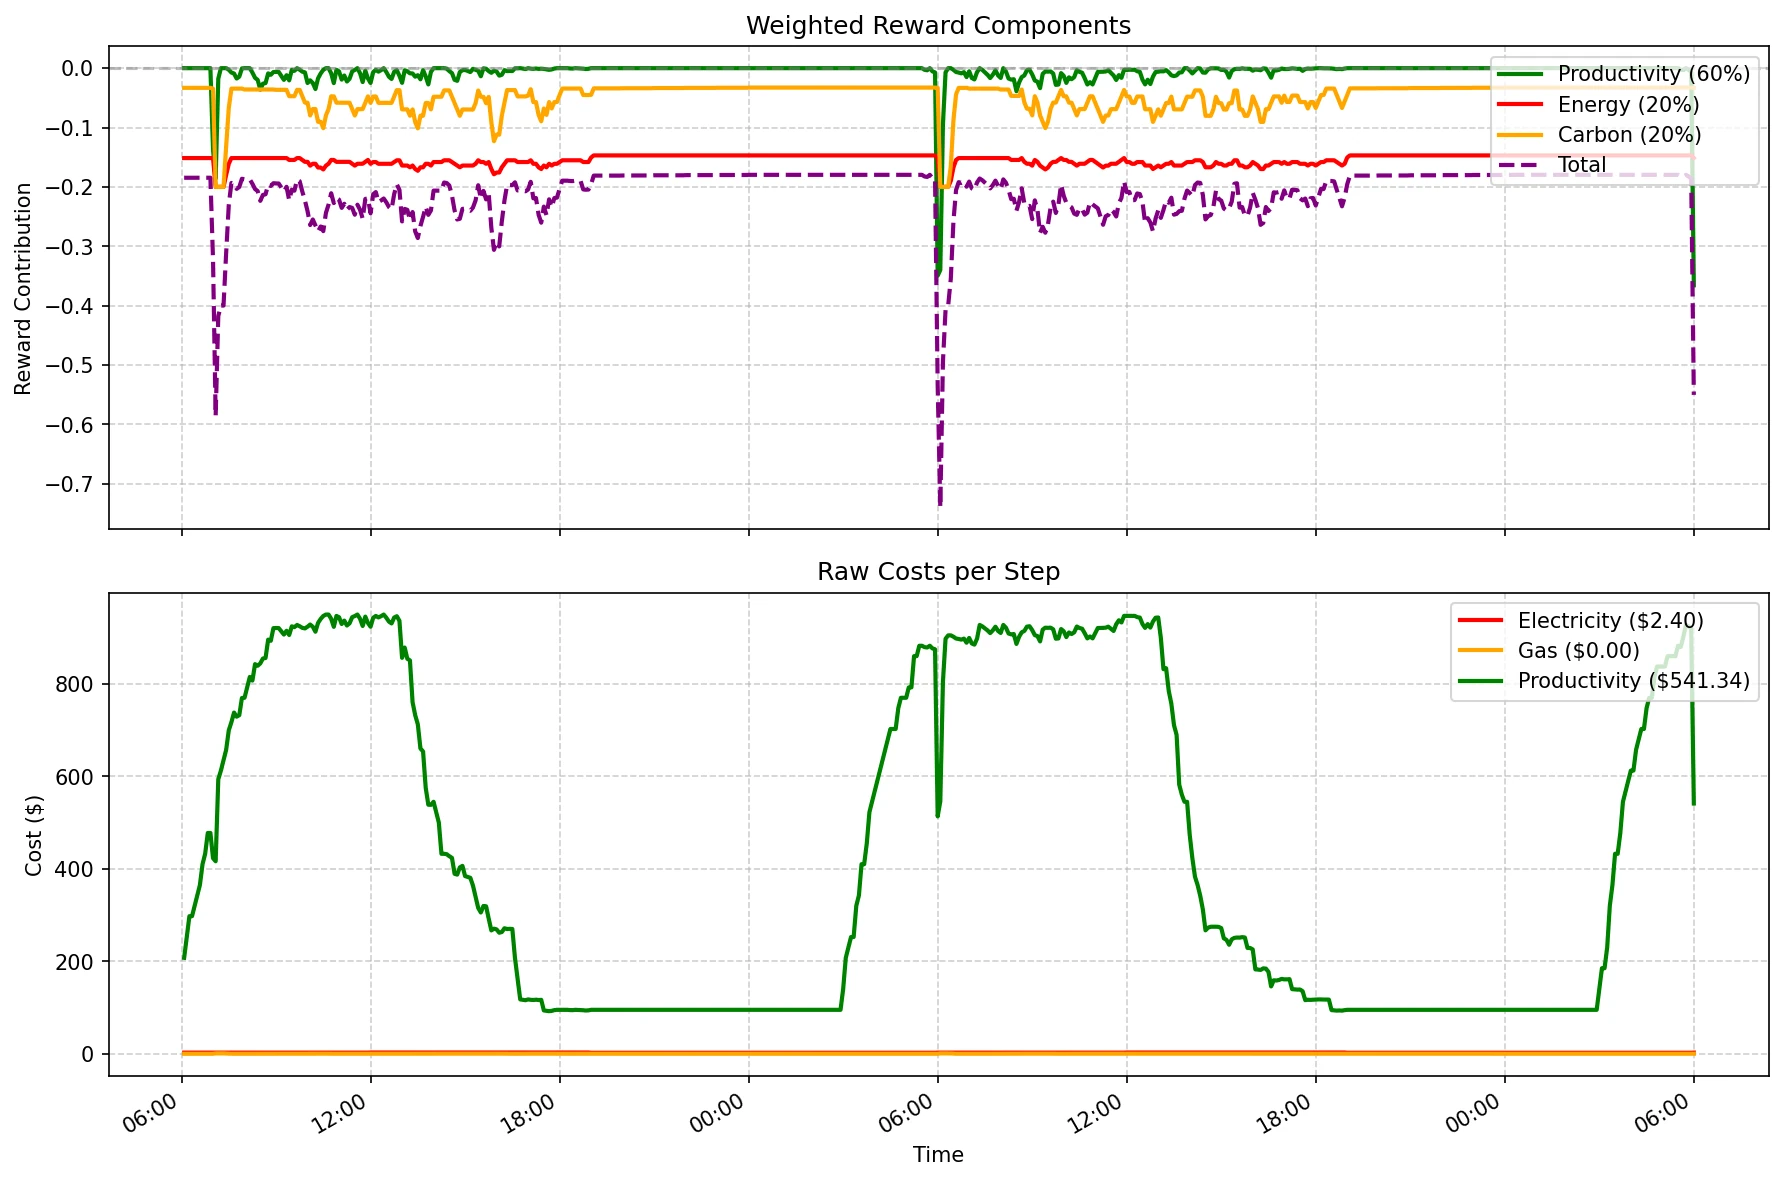 Weighted Reward Components
0.0
−0.1
−0.2
−0.3
−0.4
−0.5
−0.6
−0.7
Reward Contribution
Productivity (60%)
Energy (20%)
Carbon (20%)
Total
Raw Costs per Step
800
600
400
200
0
Cost ($)
Electricity ($2.40)
Gas ($0.00)
Productivity ($541.34)
06:00 12:00 18:00 00:00 06:00 12:00 18:00 00:00 06:00
Time